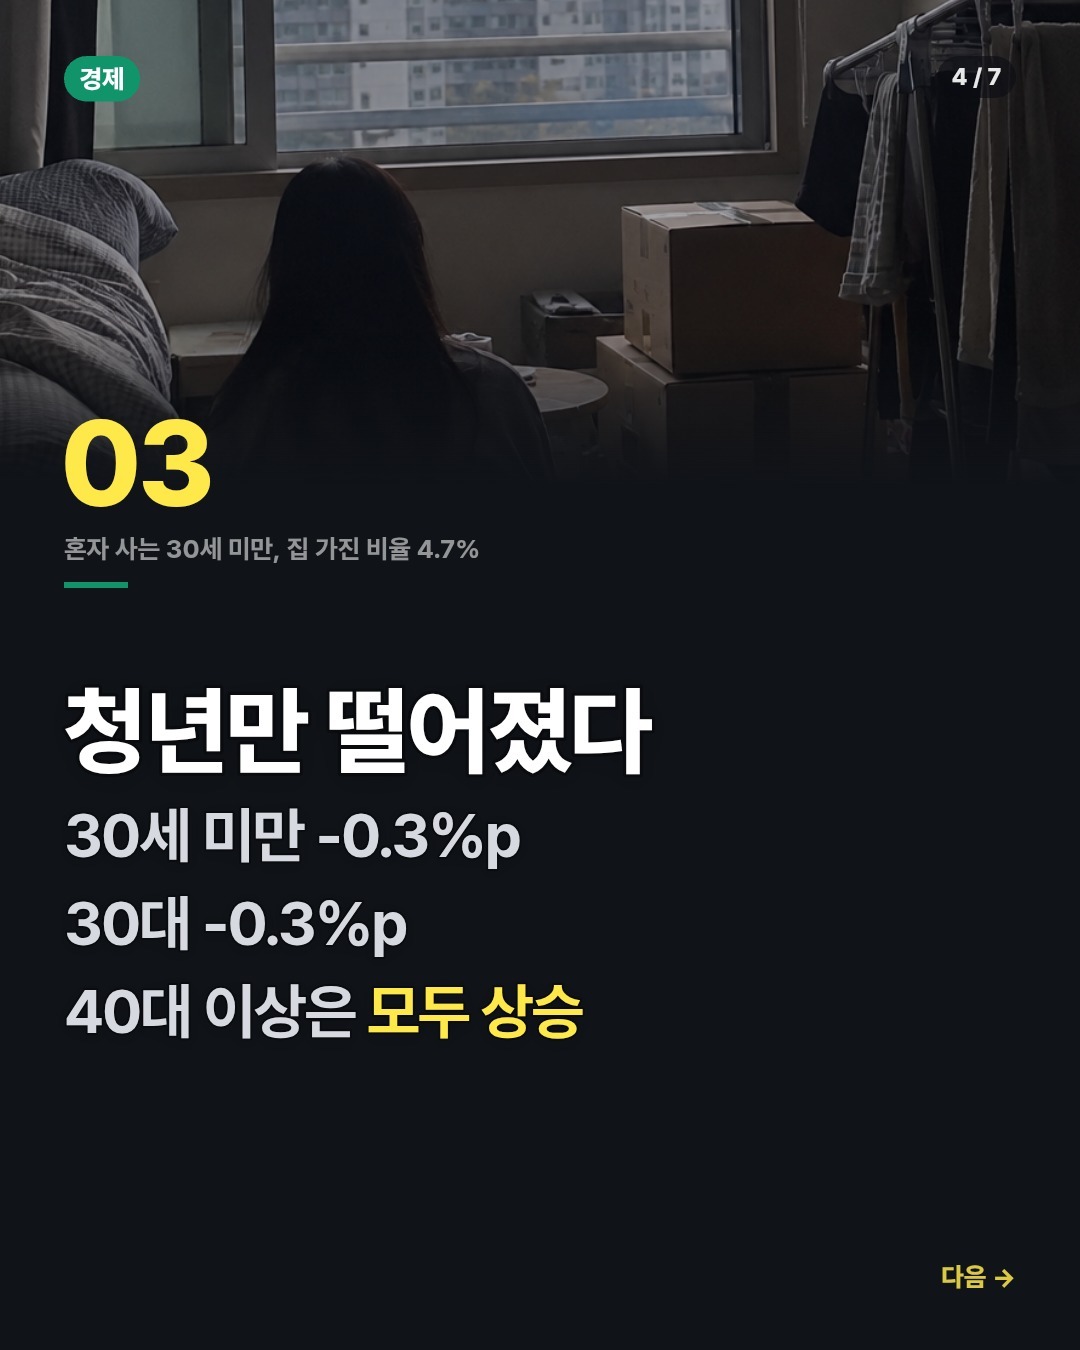 경제
4 / 7
03
혼자 사는 30세 미만, 집 가진 비율 4.7%
청년만 떨어졌다
30세 미만 -0.3%p
30대 -0.3%p
40대 이상은 모두 상승
다음 →